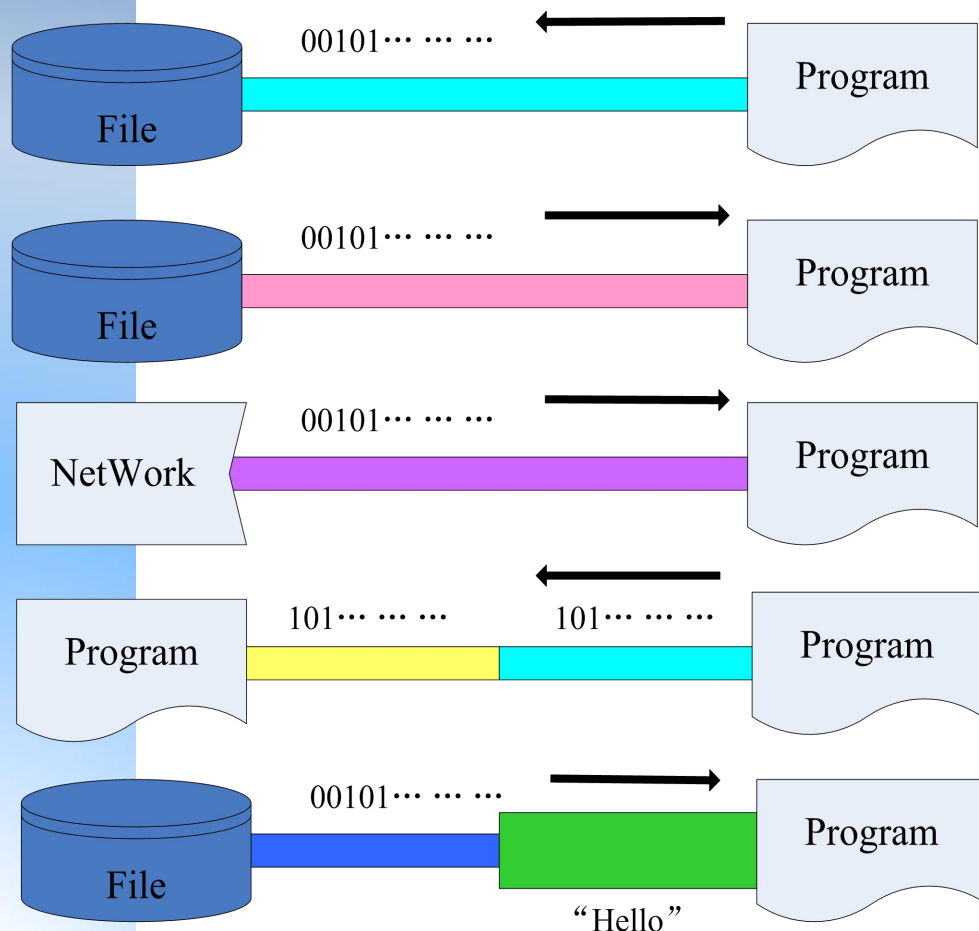 00101… … …
File
Program
00101… … …
File
Program
00101… … …
NetWork
Program
101… … …
101… … …
Program
Program
00101… … …
File
Program
“Hello”